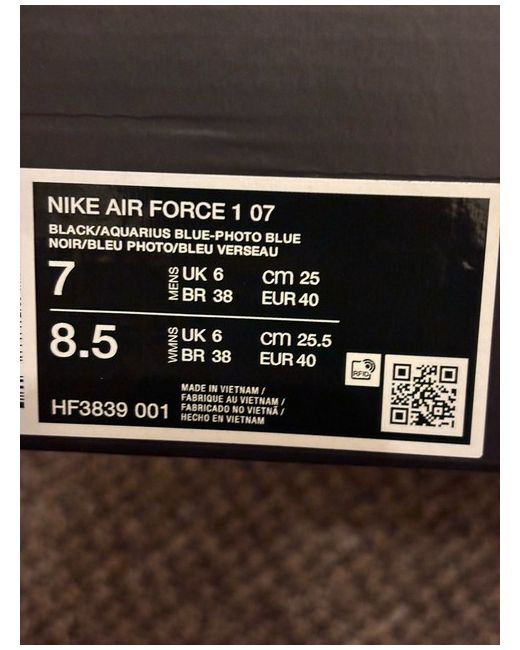 NIKE AIR FORCE 1 07
BLACK/AQUARIUS BLUE-PHOTO BLUE
NOIR/BLEU PHOTO/BLEU VERSEAU
7 MENS UK 6 cm 25
BR 38 EUR 40
8.5 WMNS UK 6 cm 25.5
BR 38 EUR 40
RFID
HF3839 001
MADE IN VIETNAM /
FABRIQUE AU VIETNAM /
FABRICADO NO VIETNÃ /
HECHO EN VIETNAM